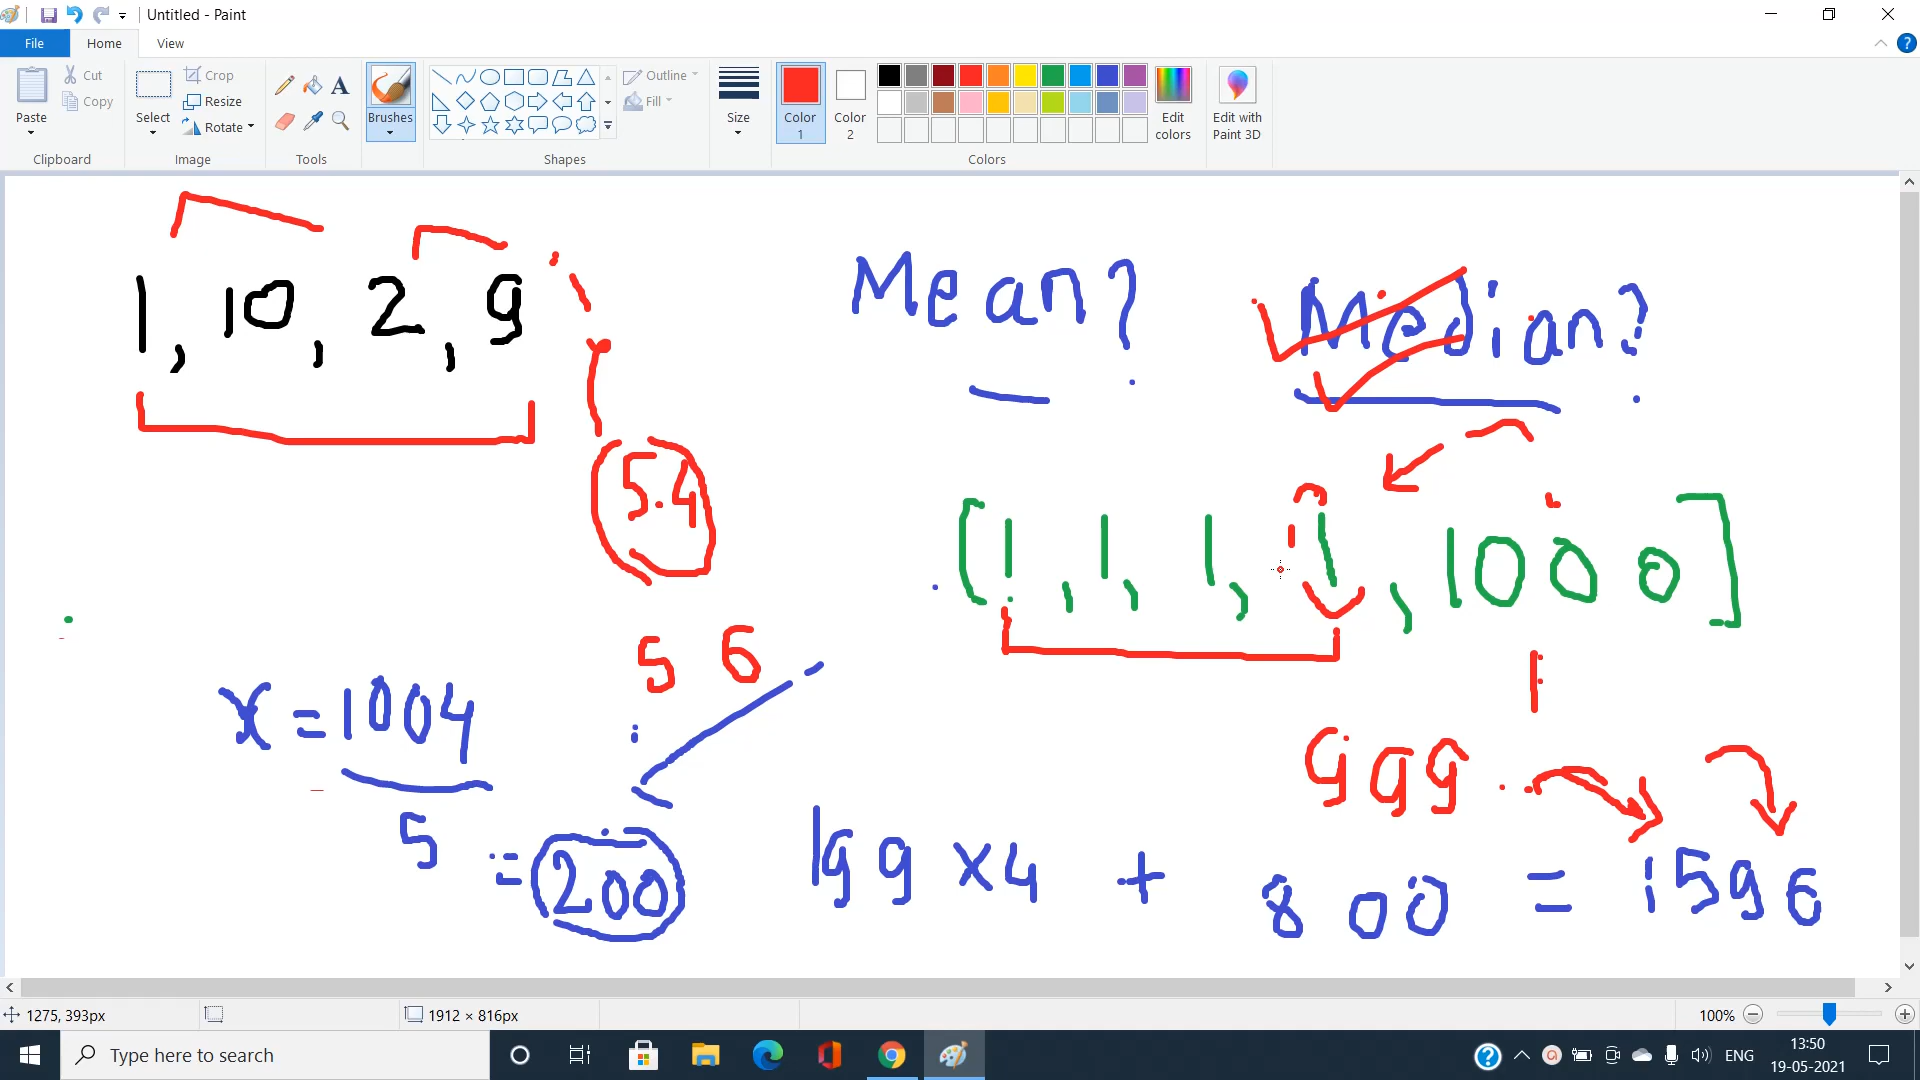 Untitled - Paint
File Home View
Paste
Cut
Copy
Clipboard
Select
Crop
Resize
Rotate
Image
Tools
Brushes
Shapes
Outline
Fill
Size
Color 1
Color 2
Colors
Edit colors
Edit with Paint 3D
1, 10, 2, 9
Mean?
Median?
5.4
[1, 1, 1, 1, 1000]
5 6
x = 1004
5
= 200
999
199 x 4 + 800 = 1596
1275, 393px
1912 × 816px
100%
Type here to search
ENG
13:50
19-05-2021